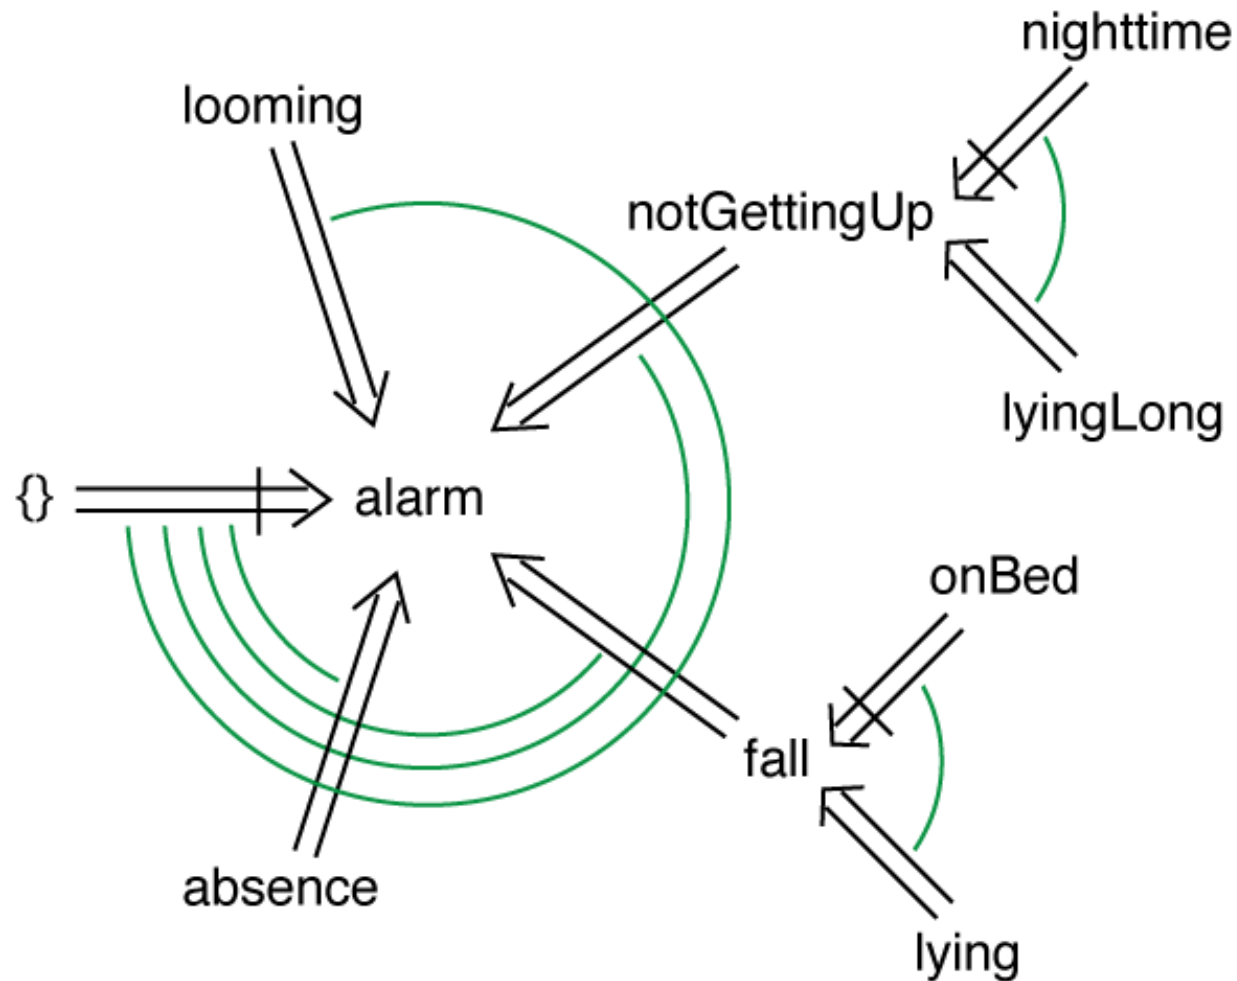 nighttime
looming
notGettingUp
lyingLong
{}
alarm
onBed
fall
absence
lying